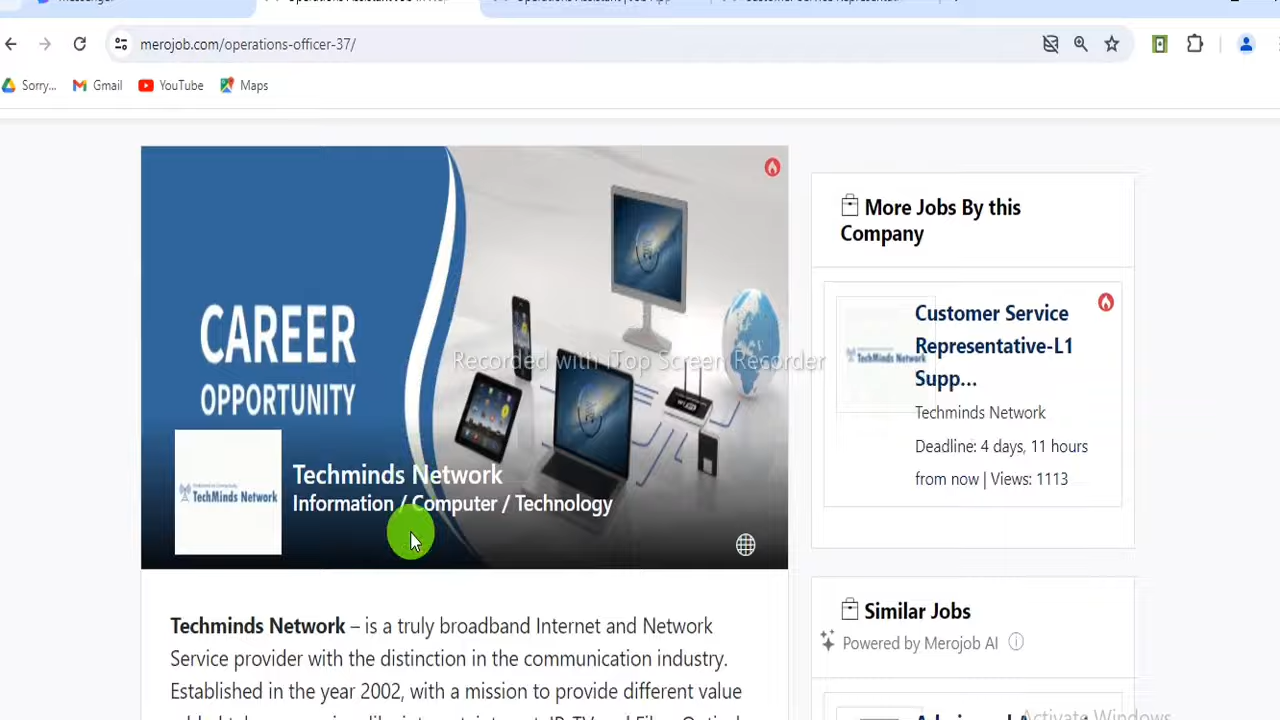 merojob.com/operations-officer-37/
Sorry...
Gmail
YouTube
Maps
CAREER
OPPORTUNITY
TechMinds Network
Techminds Network
Information / Computer / Technology
Recorded with iTop Screen Recorder
Techminds Network – is a truly broadband Internet and Network
Service provider with the distinction in the communication industry.
Established in the year 2002, with a mission to provide different value
More Jobs By this
Company
TechMinds Network
Customer Service
Representative-L1
Supp...
Techminds Network
Deadline: 4 days, 11 hours
from now | Views: 1113
Similar Jobs
Powered by Merojob AI
Activate Windows